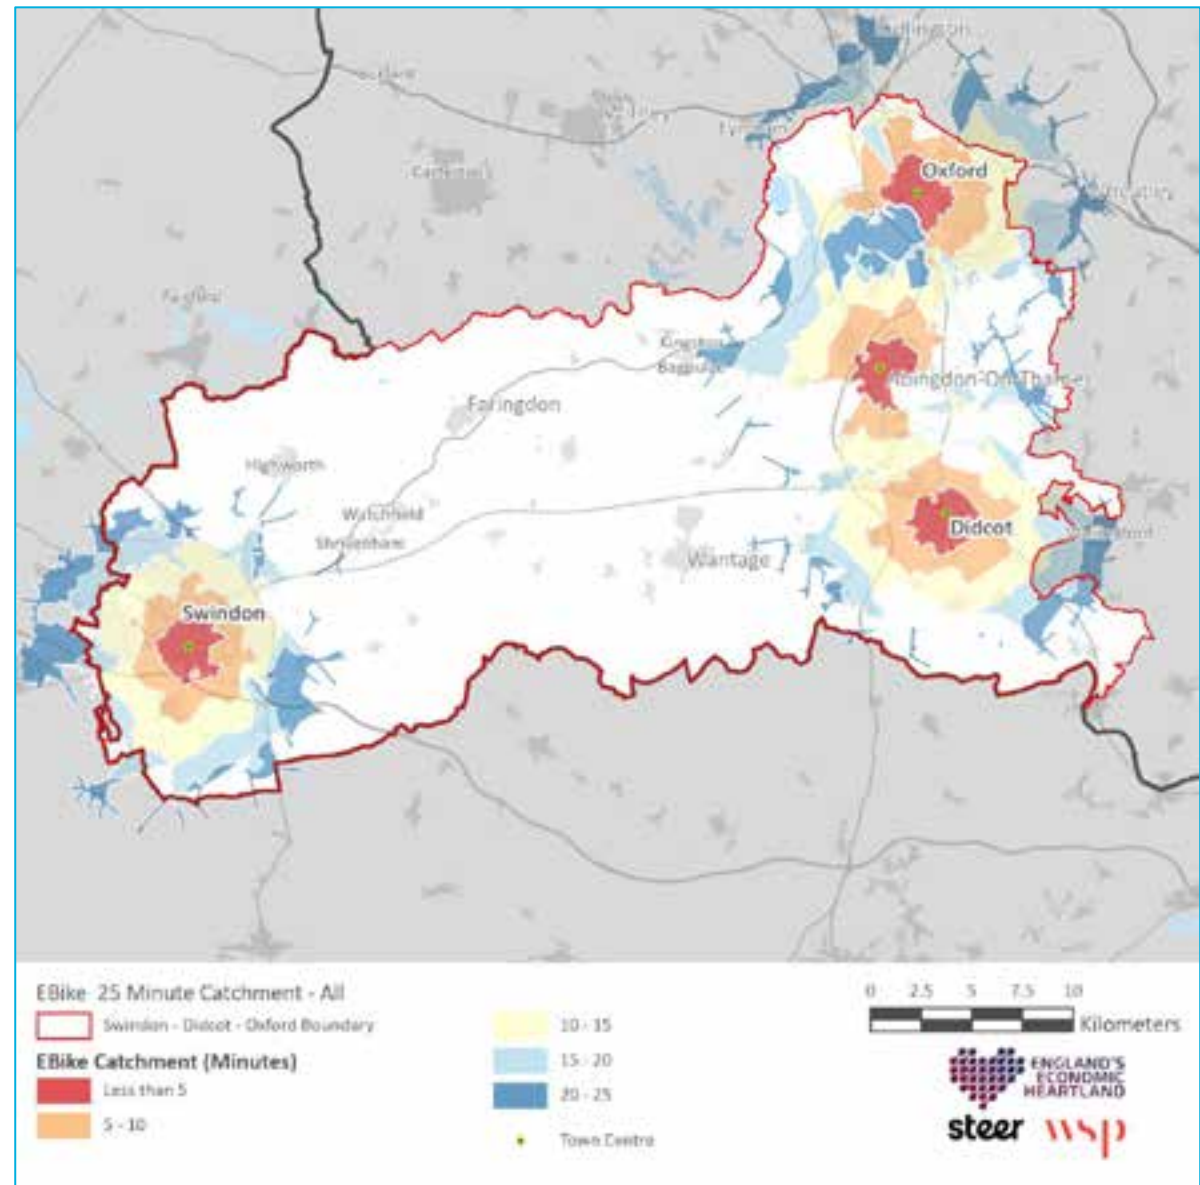 Oxford
Abingdon-On-Thames
Faringdon
Highworth
Watchfield
Shrivenham
Wantage
Didcot
Swindon
EBike 25 Minute Catchment - All
Swindon - Didcot - Oxford Boundary
EBike Catchment (Minutes)
Less than 5
5 - 10
10 - 15
15 - 20
20 - 25
Town Centre
0 2.5 5 7.5 10
Kilometers
ENGLAND'S
ECONOMIC
HEARTLAND
steer wsp